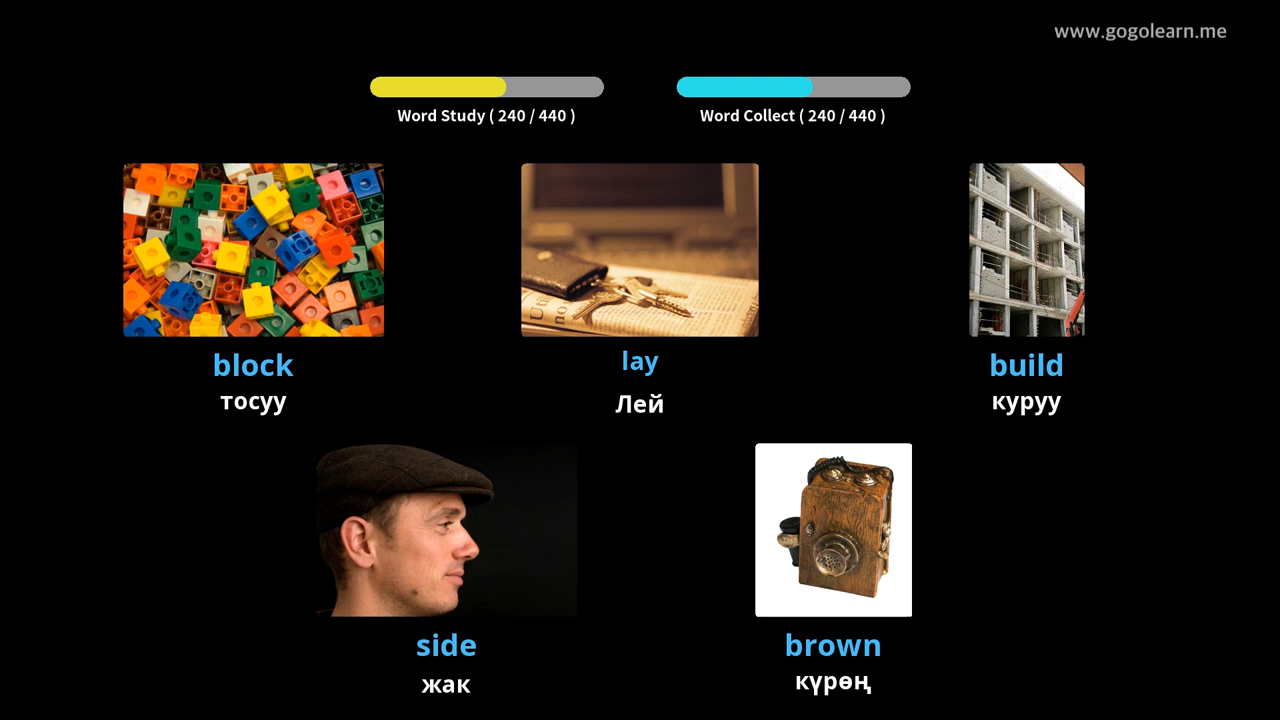 www.gogolearn.me
Word Study ( 240 / 440 )
Word Collect ( 240 / 440 )
block
тосуу
lay
Лей
build
куруу
side
жак
brown
күрөң